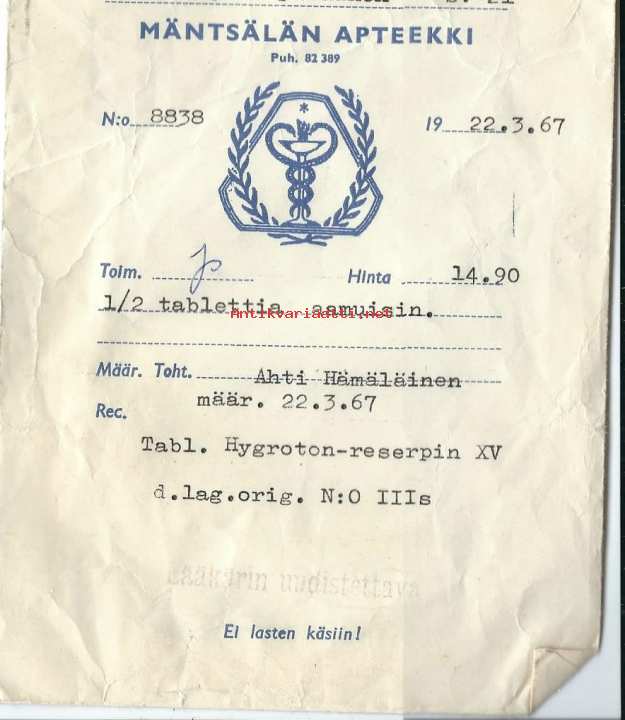 S. 21
MÄNTSÄLÄN APTEEKKI
Puh. 82 389
N:o 8838 19 22.3.67
Toim. Hinta 14.90
1/2 tablettia aamuisin.
Antikvariaatti.net
Määr. Toht. Ahti Hämäläinen
määr. 22.3.67
Rec.
Tabl. Hygroton-reserpin XV
d.lag.orig. N:O IIIs
Lääkärin uudistettava
Ei lasten käsiin!